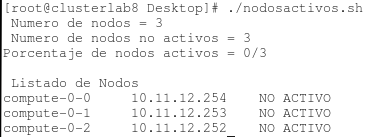 [root@clusterlab8 Desktop]# ./nodosactivos.sh
Numero de nodos = 3
Numero de nodos no activos = 3
Porcentaje de nodos activos = 0/3
Listado de Nodos
compute-0-0 10.11.12.254 NO ACTIVO
compute-0-1 10.11.12.253 NO ACTIVO
compute-0-2 10.11.12.252 NO ACTIVO